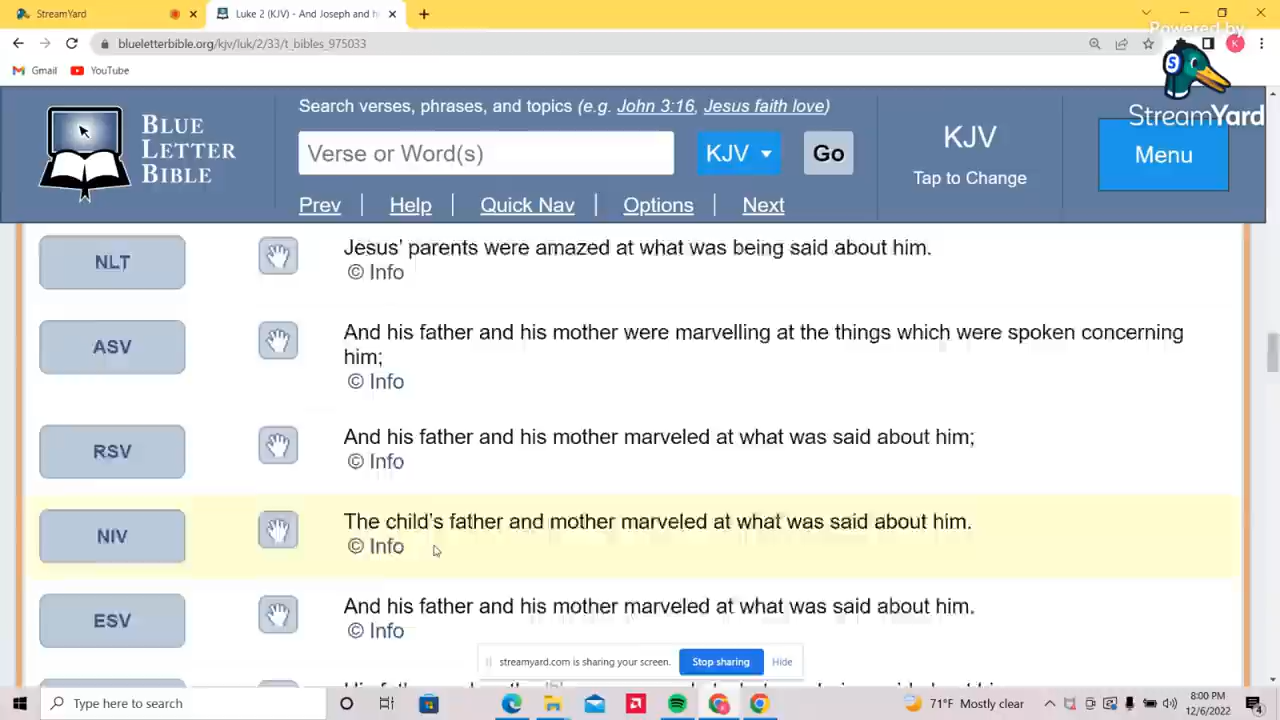 StreamYard
Luke 2 (KJV) - And Joseph and h
blueletterbible.org/kjv/luk/2/33/t_bibles_975033
K
Powered by
Gmail
YouTube
StreamYard
BLUE
LETTER
BIBLE
Search verses, phrases, and topics (e.g. John 3:16, Jesus faith love)
Verse or Word(s)
KJV
Go
KJV
Tap to Change
Menu
Prev
Help
Quick Nav
Options
Next
NLT
Jesus' parents were amazed at what was being said about him.
© Info
ASV
And his father and his mother were marvelling at the things which were spoken concerning
him;
© Info
RSV
And his father and his mother marveled at what was said about him;
© Info
NIV
The child's father and mother marveled at what was said about him.
© Info
ESV
And his father and his mother marveled at what was said about him.
© Info
streamyard.com is sharing your screen.
Stop sharing
Hide
Type here to search
71°F Mostly clear
8:00 PM
12/6/2022
4